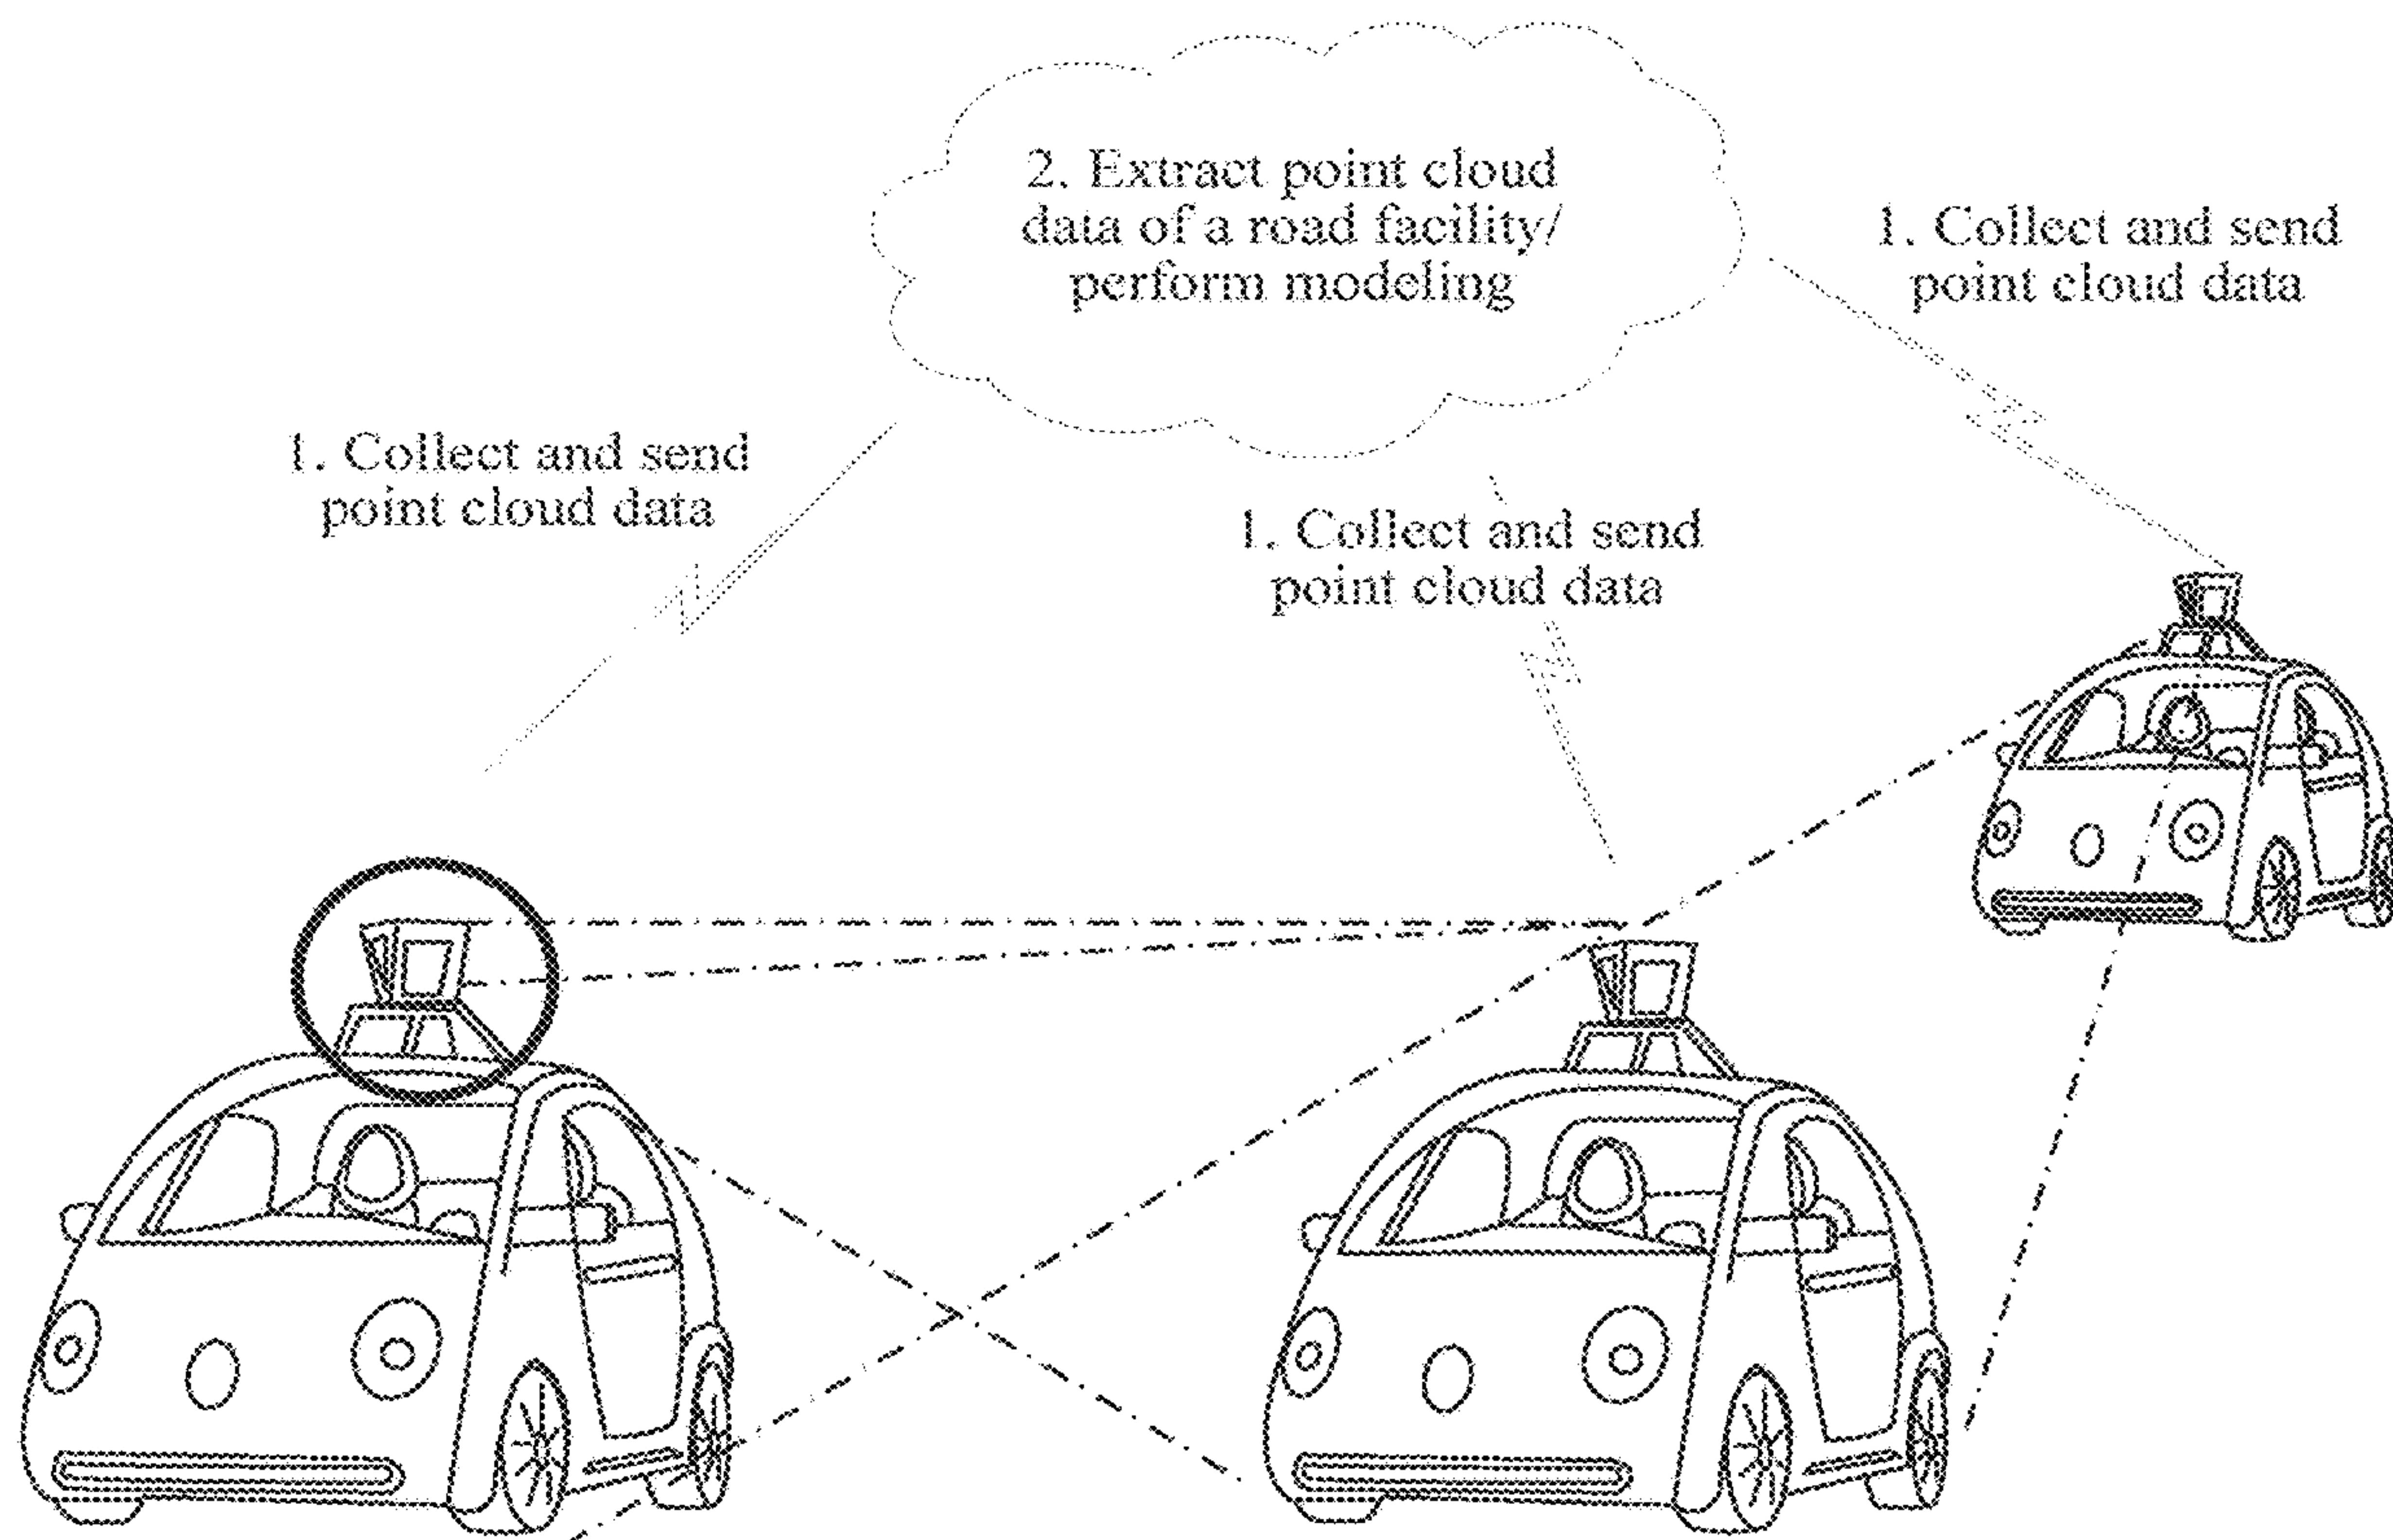 2. Extract point cloud
data of a road facility/
perform modeling
1. Collect and send
point cloud data
1. Collect and send
point cloud data
1. Collect and send
point cloud data